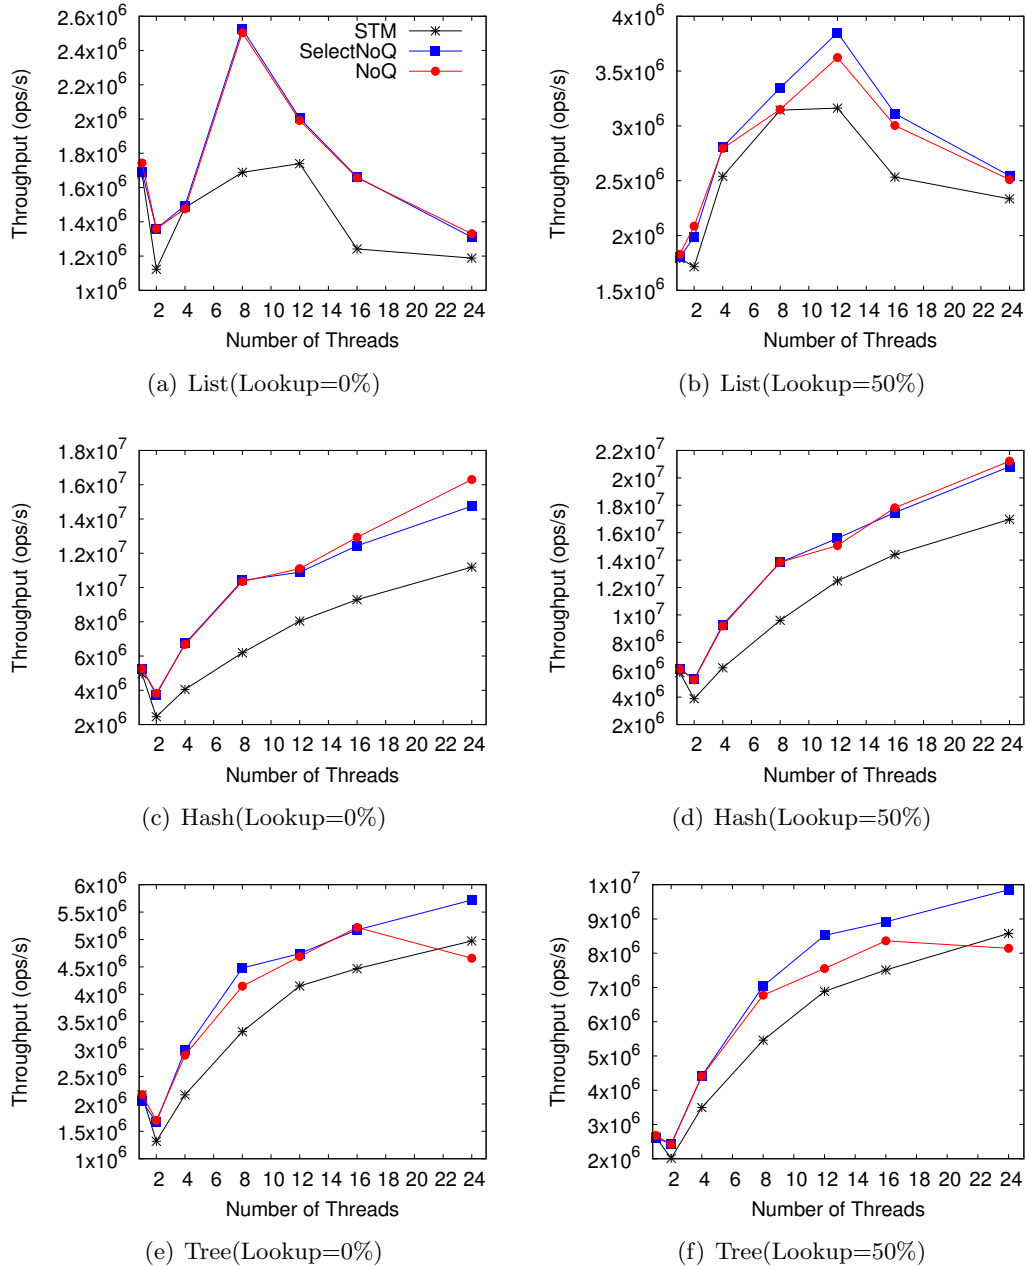 2.6x10^6
2.4x10^6
2.2x10^6
2x10^6
1.8x10^6
1.6x10^6
1.4x10^6
1.2x10^6
1x10^6
Throughput (ops/s)
STM
SelectNoQ
NoQ
2 4 6 8 10 12 14 16 18 20 22 24
Number of Threads
(a) List(Lookup=0%)
4x10^6
3.5x10^6
3x10^6
2.5x10^6
2x10^6
1.5x10^6
Throughput (ops/s)
2 4 6 8 10 12 14 16 18 20 22 24
Number of Threads
(b) List(Lookup=50%)
1.8x10^7
1.6x10^7
1.4x10^7
1.2x10^7
1x10^7
8x10^6
6x10^6
4x10^6
2x10^6
Throughput (ops/s)
2 4 6 8 10 12 14 16 18 20 22 24
Number of Threads
(c) Hash(Lookup=0%)
2.2x10^7
2x10^7
1.8x10^7
1.6x10^7
1.4x10^7
1.2x10^7
1x10^7
8x10^6
6x10^6
4x10^6
2x10^6
Throughput (ops/s)
2 4 6 8 10 12 14 16 18 20 22 24
Number of Threads
(d) Hash(Lookup=50%)
6x10^6
5.5x10^6
5x10^6
4.5x10^6
4x10^6
3.5x10^6
3x10^6
2.5x10^6
2x10^6
1.5x10^6
1x10^6
Throughput (ops/s)
2 4 6 8 10 12 14 16 18 20 22 24
Number of Threads
(e) Tree(Lookup=0%)
1x10^7
9x10^6
8x10^6
7x10^6
6x10^6
5x10^6
4x10^6
3x10^6
2x10^6
Throughput (ops/s)
2 4 6 8 10 12 14 16 18 20 22 24
Number of Threads
(f) Tree(Lookup=50%)